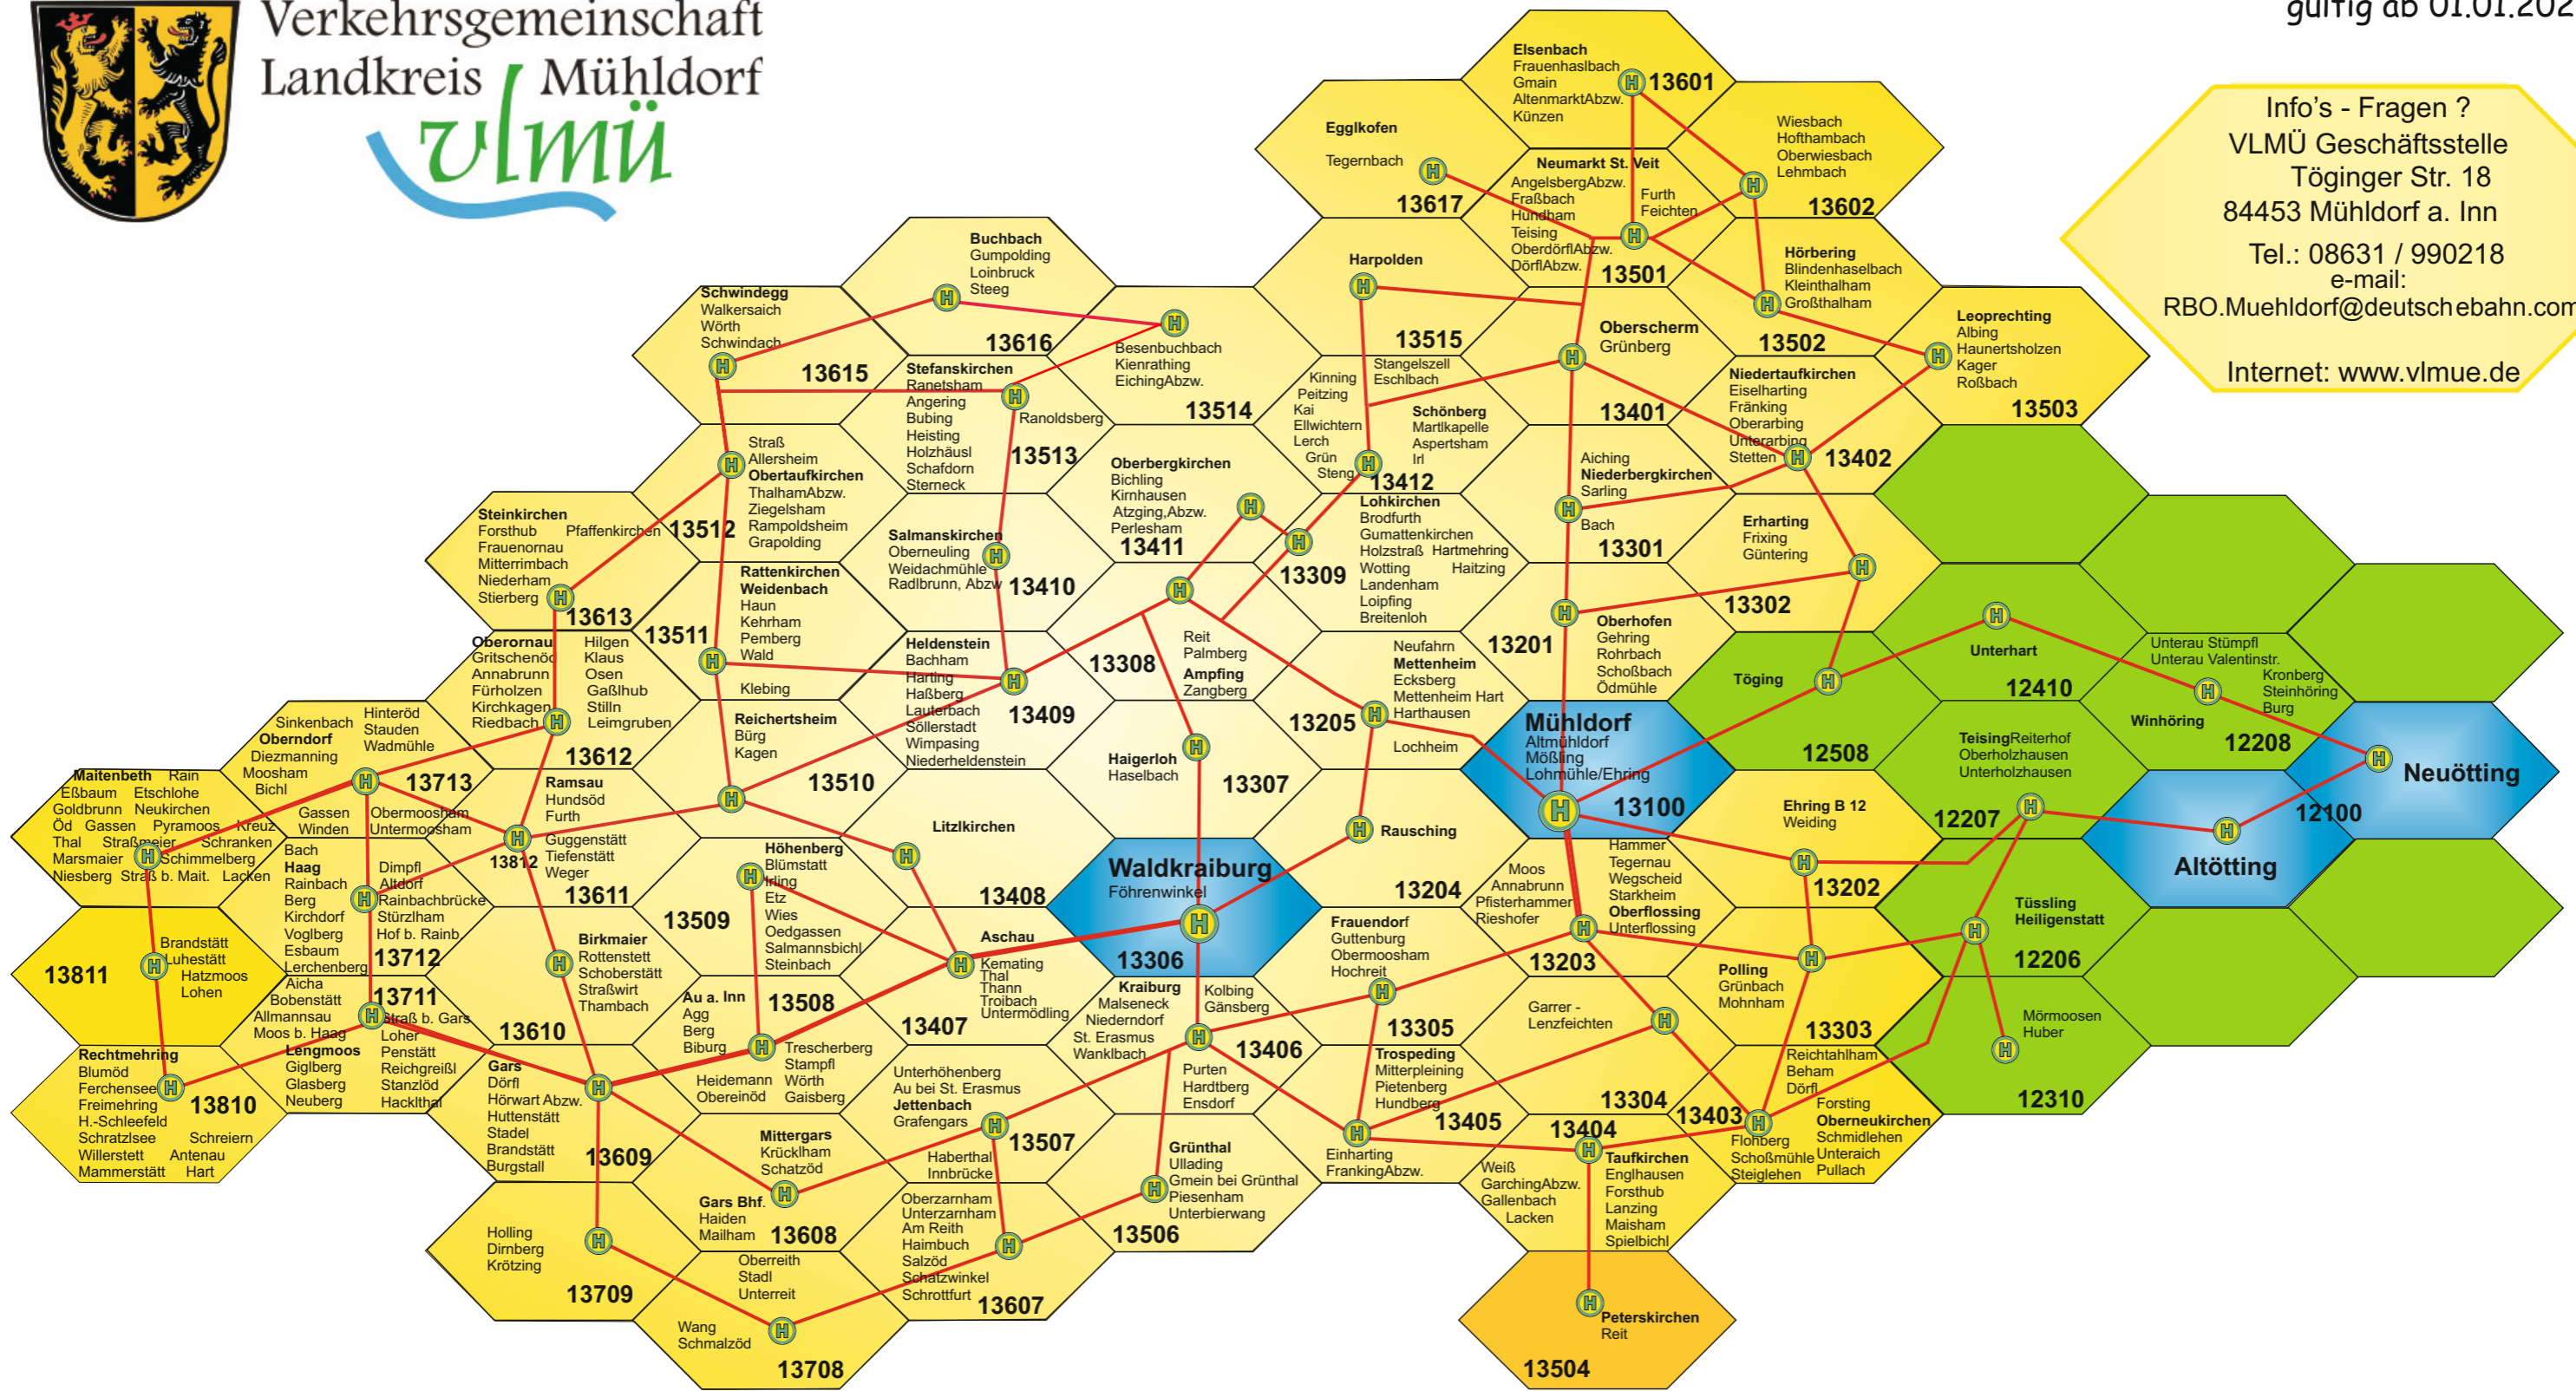 Verkehrsgemeinschaft
Landkreis Mühldorf
vlmü
gültig ab 01.01.202
Info's - Fragen ?
VLMÜ Geschäftsstelle
Töginger Str. 18
84453 Mühldorf a. Inn
Tel.: 08631 / 990218
e-mail:
RBO.Muehldorf@deutschebahn.com
Internet: www.vlmue.de
Elsenbach
Frauenhaslbach
Gmain
AltenmarktAbzw.
Künzen
13601
Egglkofen
Tegernbach
13617
Neumarkt St. Veit
AngelsbergAbzw.
Fraßbach
Hundham
Teising
OberdörflAbzw.
DörflAbzw.
Furth
Feichten
13501
Wiesbach
Hofthambach
Oberwiesbach
Lehmbach
13602
Hörbering
Blindenhaselbach
Kleinthalham
Großthalham
13502
Leoprechting
Albing
Haunertsholzen
Kager
Roßbach
13503
Harpolden
13515
Oberscherm
Grünberg
13401
Niedertaufkirchen
Eiselharting
Fränking
Oberarbing
Unterarbing
Stetten
13402
Buchbach
Gumpolding
Loinbruck
Steeg
13616
Schwindegg
Walkersaich
Wörth
Schwindach
13615
Besenbuchbach
Kienrathing
EichingAbzw.
13514
Stefanskirchen
Ranetsham
Angering
Bubing
Heisting
Holzhäusl
Schafdorn
Sterneck
Ranoldsberg
13513
Stangelszell
Eschlbach
Kinning
Peitzing
Kai
Ellwichtern
Lerch
Grün
Steng
Schönberg
Martlkapelle
Aspertsham
Irl
13412
Straß
Allersheim
Obertaufkirchen
ThalhamAbzw.
Ziegelsham
Rampoldsheim
Grapolding
13512
Oberbergkirchen
Bichling
Kirnhausen
Atzging,Abzw.
Perlesham
13411
Aiching
Niederbergkirchen
Sarling
Bach
13301
Steinkirchen
Forsthub Pfaffenkirchen
Frauenornau
Mitterrimbach
Niederham
Stierberg
13613
Salmanskirchen
Oberneuling
Weidachmühle
Radlbrunn, Abzw
13410
Lohkirchen
Brodfurth
Gumattenkirchen
Holzstraß Hartmehring
Wotting Haitzing
Landenham
Loipfing
Breitenloh
13309
Erharting
Frixing
Güntering
13302
Rattenkirchen
Weidenbach
Haun
Kehrham
Pemberg
Wald
Klebing
13511
Reit
Palmberg
Ampfing
Zangberg
13308
Oberhofen
Gehring
Rohrbach
Schoßbach
Ödmühle
13201
Oberornau
Gritschenöd
Annabrunn
Fürholzen
Kirchkagen
Riedbach
Hilgen
Klaus
Osen
Gaßlhub
Stilln
Leimgruben
13612
Heldenstein
Bachham
Harting
Haßberg
Lauterbach
Söllerstadt
Wimpasing
Niederheldenstein
13409
Neufahrn
Mettenheim
Ecksberg
Mettenheim Hart
Harthausen
Lochheim
13205
Töging
12508
Unterhart
12410
Unterau Stümpfl
Unterau Valentinstr.
Kronberg
Steinhöring
Burg
Winhöring
12208
Sinkenbach
Oberndorf
Diezmanning
Moosham
Bichl
Hinteröd
Stauden
Wadmühle
13713
Gassen
Winden
Obermoosham
Untermoosham
Reichertsheim
Bürg
Kagen
13510
Haigerloh
Haselbach
13307
Mühldorf
Altmühldorf
Mößling
Lohmühle/Ehring
13100
TeisingReiterhof
Oberholzhausen
Unterholzhausen
12207
Neuötting
12100
Altötting
Maitenbeth Rain
Eßbaum Etschlohe
Goldbrunn Neukirchen
Öd Gassen Pyramoos Kreuz
Thal Straßmeier Schranken
Marsmaier Schimmelberg
Niesberg Straß b. Mait. Lacken
Ramsau
Hundsöd
Furth
Guggenstätt
Tiefenstätt
Weger
13812
13611
Litzlkirchen
13408
Rausching
13204
Ehring B 12
Weiding
13202
Bach
Haag
Rainbach
Berg
Kirchdorf
Voglberg
Esbaum
Lerchenberg
Dimpfl
Altdorf
Rainbachbrücke
Stürzlham
Hof b. Rainb.
13712
Höhenberg
Blümstatt
Irling
Etz
Wies
Oedgassen
Salmannsbichl
Steinbach
13509
Waldkraiburg
Föhrenwinkel
13306
Moos
Annabrunn
Pfisterhammer
Rieshofer
Hammer
Tegernau
Wegscheid
Starkheim
Oberflossing
Unterflossing
13203
Tüssling
Heiligenstatt
12206
Brandstätt
Luhestätt
Hatzmoos
Lohen
13811
Birkmaier
Rottenstett
Schoberstätt
Straßwirt
Thambach
13610
Aschau
Kemating
Thal
Thann
Troibach
Untermödling
13407
Frauendorf
Guttenburg
Obermoosham
Hochreit
13305
Polling
Grünbach
Mohnham
13303
Aicha
Bobenstätt
Allmannsau
Moos b. Haag
Lengmoos
Giglberg
Glasberg
Neuberg
13711
Straß b. Gars
Loher
Penstätt
Reichgreißl
Stanzlöd
Hacklthal
Au a. Inn
Agg
Berg
Biburg
13508
Trescherberg
Stampfl
Wörth
Gaisberg
Heidemann
Obereinöd
Kraiburg
Malseneck
Niederndorf
St. Erasmus
Wanklbach
Kolbing
Gänsberg
Purten
Hardtberg
Ensdorf
13406
Garrer -
Lenzfeichten
13304
Mörmoosen
Huber
12310
Rechtmehring
Blumöd
Ferchensee
Freimehring
H.-Schleefeld
Schratzlsee Schreiern
Willerstett Antenau
Mammerstätt Hart
13810
Gars
Dörfl
Hörwart Abzw.
Huttenstätt
Stadel
Brandstätt
Burgstall
13609
Unterhöhenberg
Au bei St. Erasmus
Jettenbach
Grafengars
Haberthal
Innbrücke
13507
Trospeding
Mitterpleining
Pietenberg
Hundberg
Einharting
FrankingAbzw.
13405
Reichtahlham
Beham
Dörfl
Forsting
Oberneukirchen
Schmidlehen
Unteraich
Pullach
Flohberg
Schoßmühle
Steiglehen
13403
Mittergars
Krücklham
Schatzöd
Gars Bhf.
Haiden
Mailham
13608
Grünthal
Ullading
Gmein bei Grünthal
Piesenham
Unterbierwang
13506
13404
Taufkirchen
Englhausen
Forsthub
Lanzing
Maisham
Spielbichl
Weiß
GarchingAbzw.
Gallenbach
Lacken
Holling
Dirnberg
Krötzing
13709
Oberzarnham
Unterzarnham
Am Reith
Haimbuch
Salzöd
Schatzwinkel
Schrottfurt
13607
Oberreith
Stadl
Unterreit
Wang
Schmalzöd
13708
Peterskirchen
Reit
13504